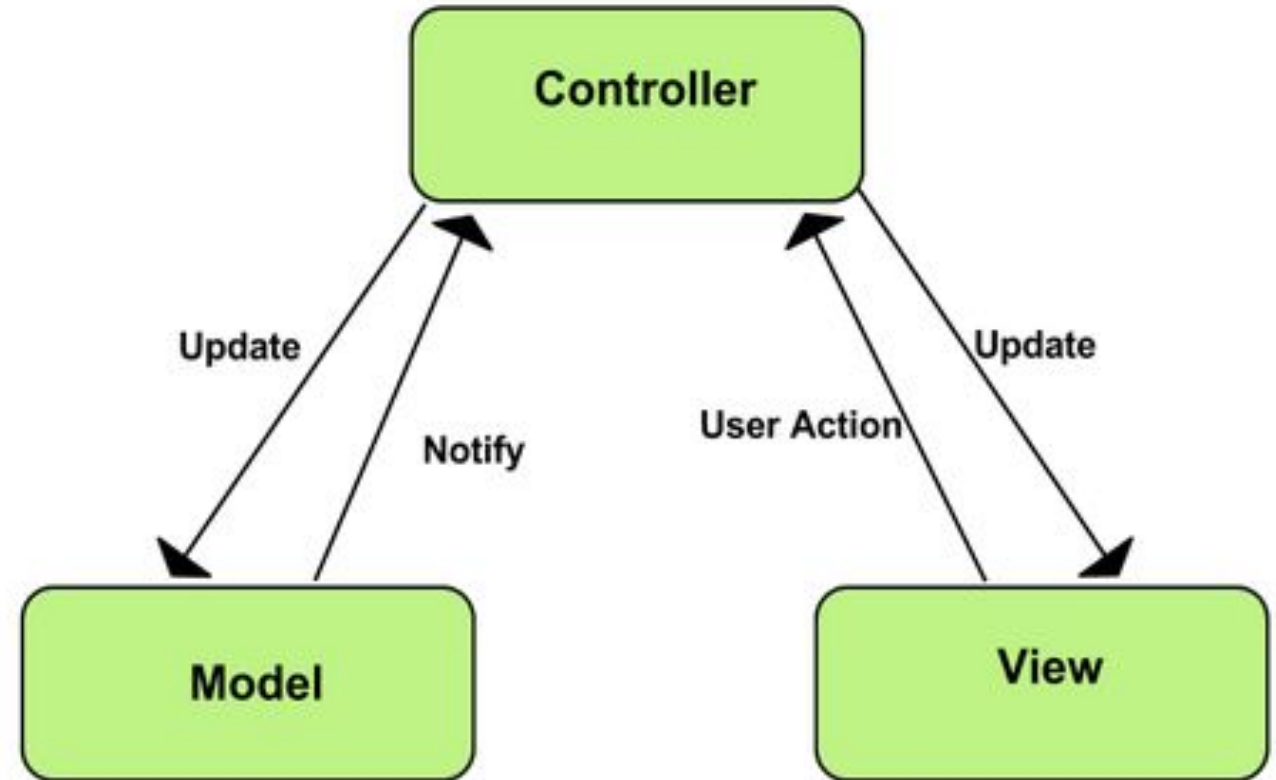 Controller
Update
Update
User Action
Notify
Model
View